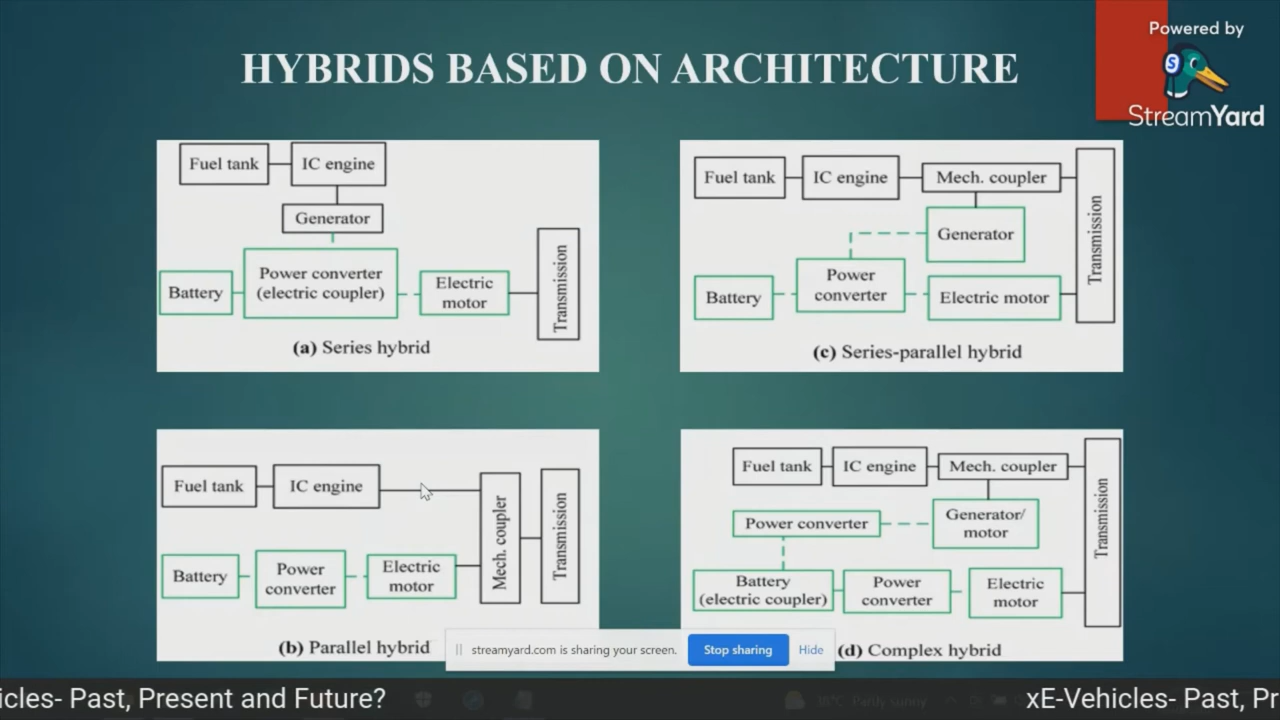 HYBRIDS BASED ON ARCHITECTURE
Powered by
S
StreamYard
Fuel tank
IC engine
Generator
Battery
Power converter
(electric coupler)
Electric
motor
Transmission
(a) Series hybrid
Fuel tank
IC engine
Mech. coupler
Generator
Battery
Power
converter
Electric motor
Transmission
(c) Series-parallel hybrid
Fuel tank
IC engine
Battery
Power
converter
Electric
motor
Mech. coupler
Transmission
(b) Parallel hybrid
Fuel tank
IC engine
Mech. coupler
Power converter
Generator/
motor
Battery
(electric coupler)
Power
converter
Electric
motor
Transmission
(d) Complex hybrid
streamyard.com is sharing your screen.
Stop sharing
Hide
icles- Past, Present and Future?
Partly sunny
xE-Vehicles- Past, Pr